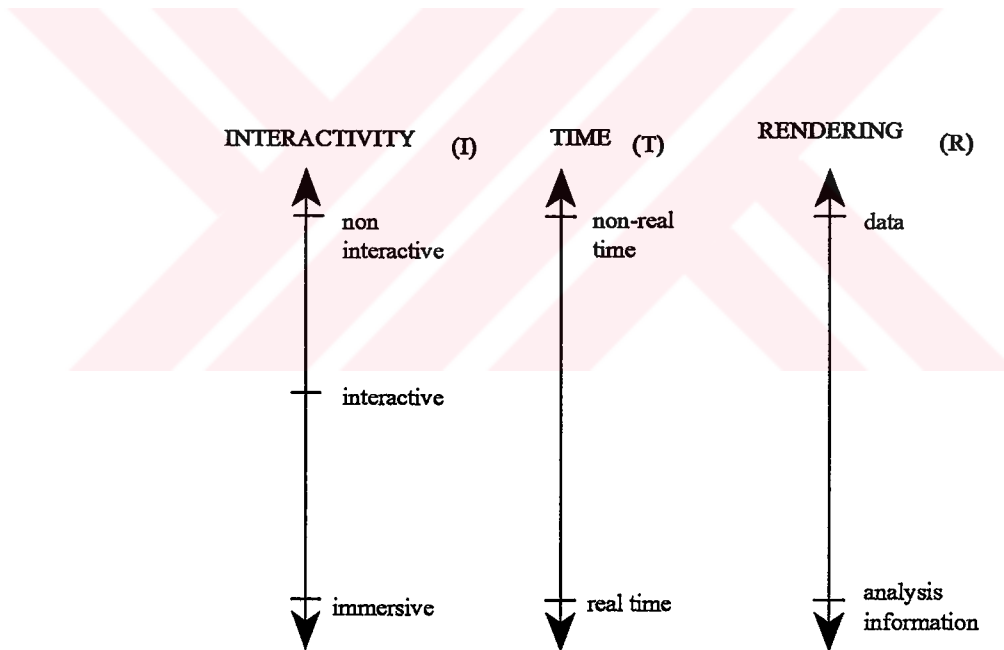 INTERACTIVITY (I)
TIME (T)
RENDERING (R)
non
interactive
interactive
immersive
non-real
time
real time
data
analysis
information